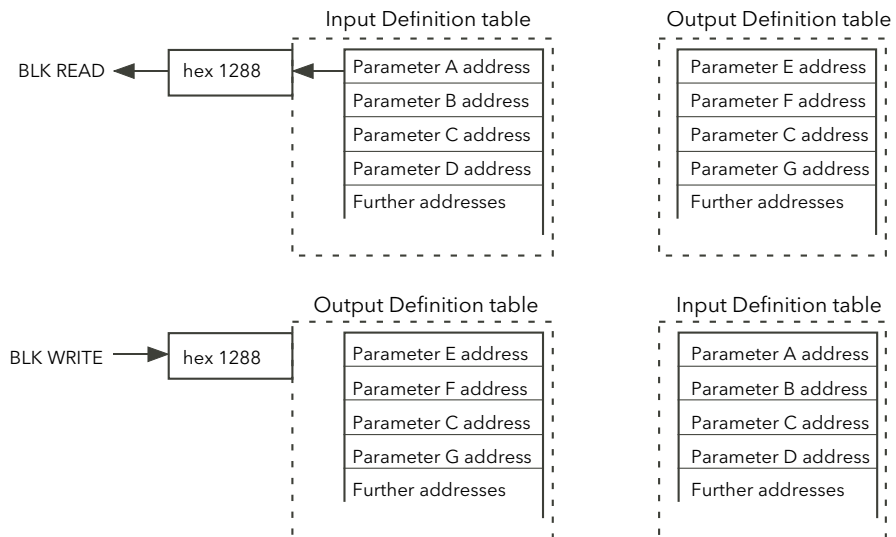 Input Definition table
Output Definition table
BLK READ
hex 1288
Parameter A address
Parameter B address
Parameter C address
Parameter D address
Further addresses
Parameter E address
Parameter F address
Parameter C address
Parameter G address
Further addresses
Output Definition table
Input Definition table
BLK WRITE
hex 1288
Parameter E address
Parameter F address
Parameter C address
Parameter G address
Further addresses
Parameter A address
Parameter B address
Parameter C address
Parameter D address
Further addresses